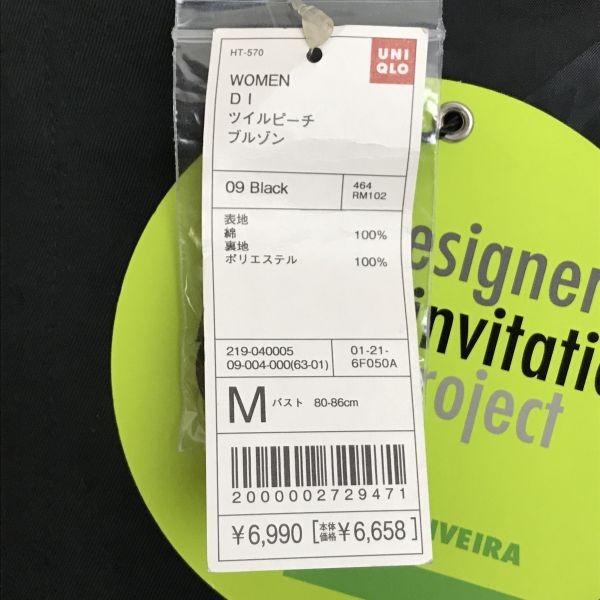 HT-570
UNI
QLO
WOMEN
ＤＩ
ツイルピーチ
ブルゾン
09 Black
464
RM102
表地
綿 100%
裏地
ポリエステル 100%
219-040005
09-004-000(63-01)
01-21-
6F050A
M バスト 80-86cm
2000002729471
¥6,990 [本体価格¥6,658]
esigner
invitatio
roject
IVEIRA